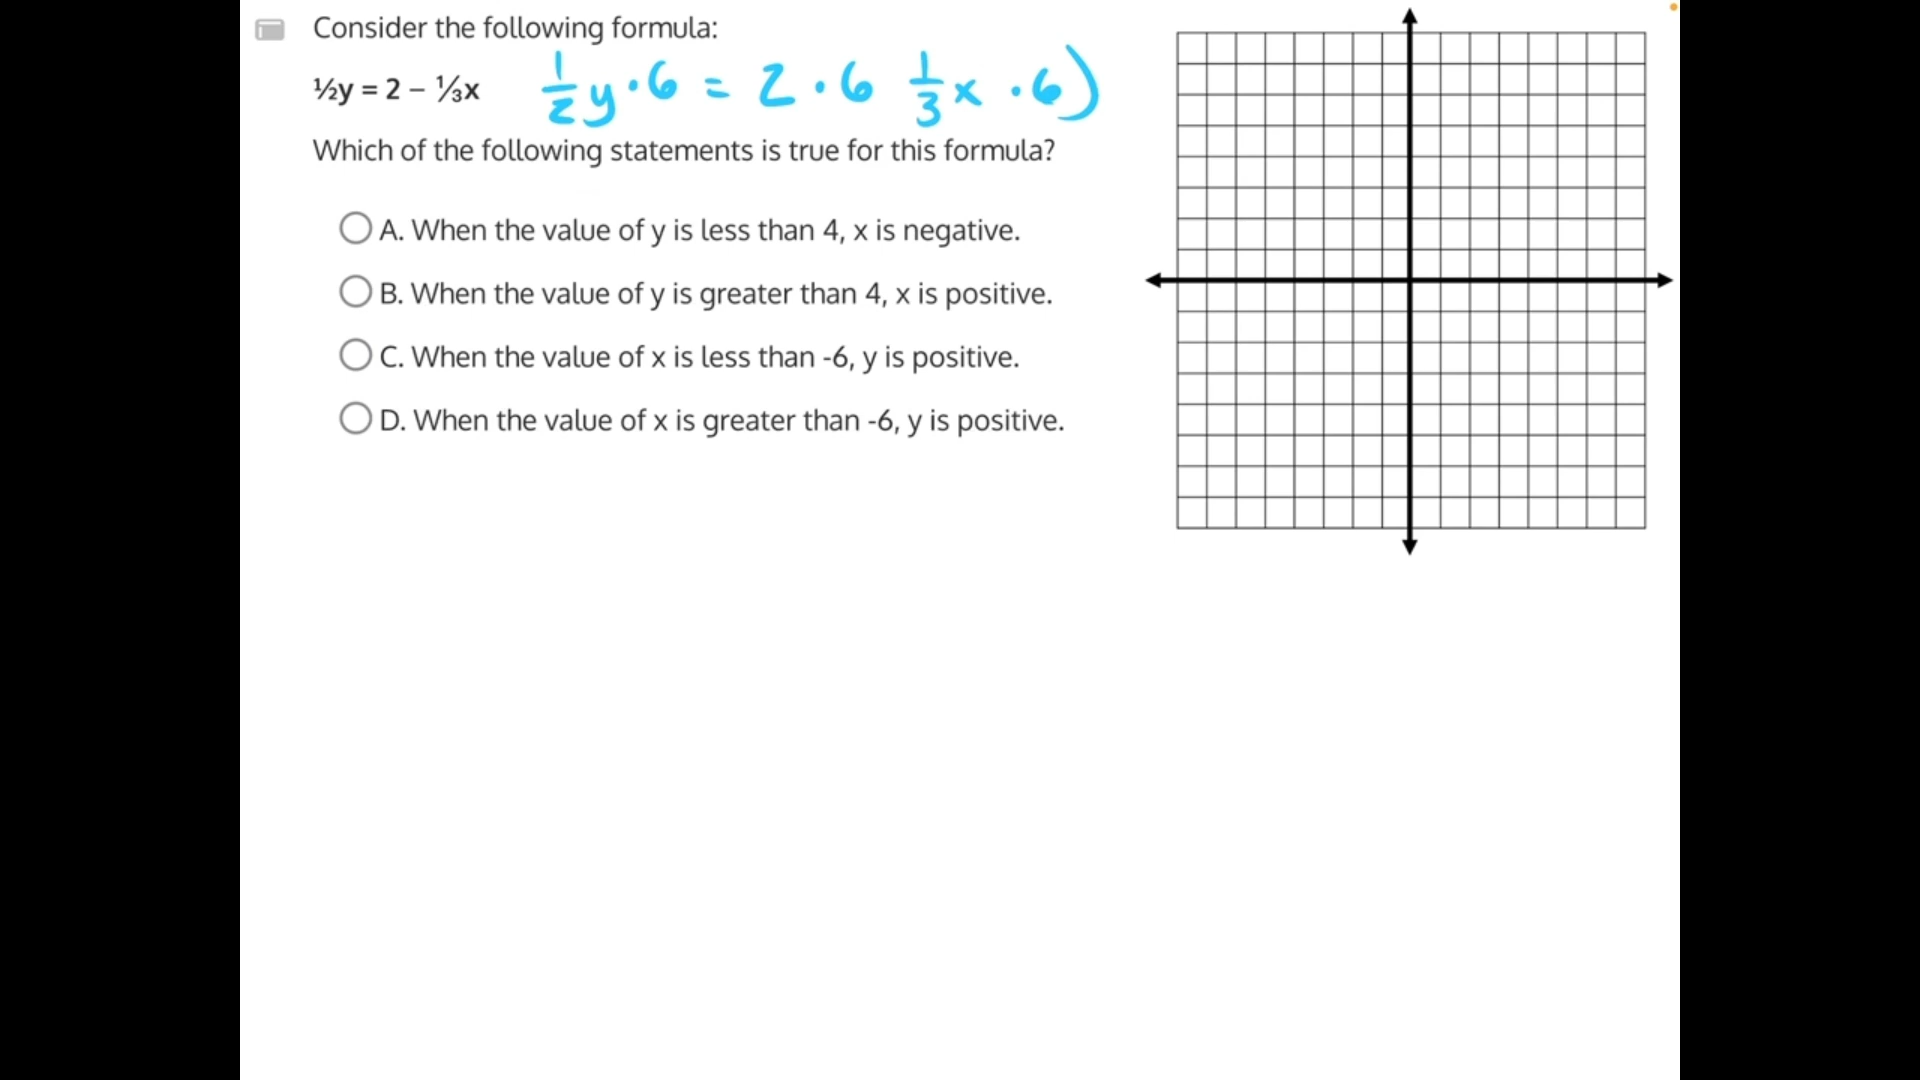 Consider the following formula:
½y = 2 – ⅓x
1/2 y · 6 = 2 · 6 1/3 x · 6)
Which of the following statements is true for this formula?
A. When the value of y is less than 4, x is negative.
B. When the value of y is greater than 4, x is positive.
C. When the value of x is less than -6, y is positive.
D. When the value of x is greater than -6, y is positive.